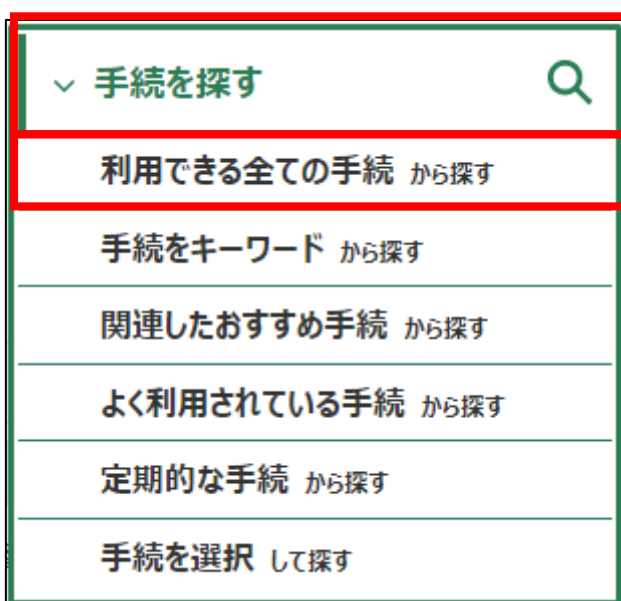 手続を探す
利用できる全ての手続 から探す
手続をキーワード から探す
関連したおすすめ手続 から探す
よく利用されている手続 から探す
定期的な手続 から探す
手続を選択 して探す